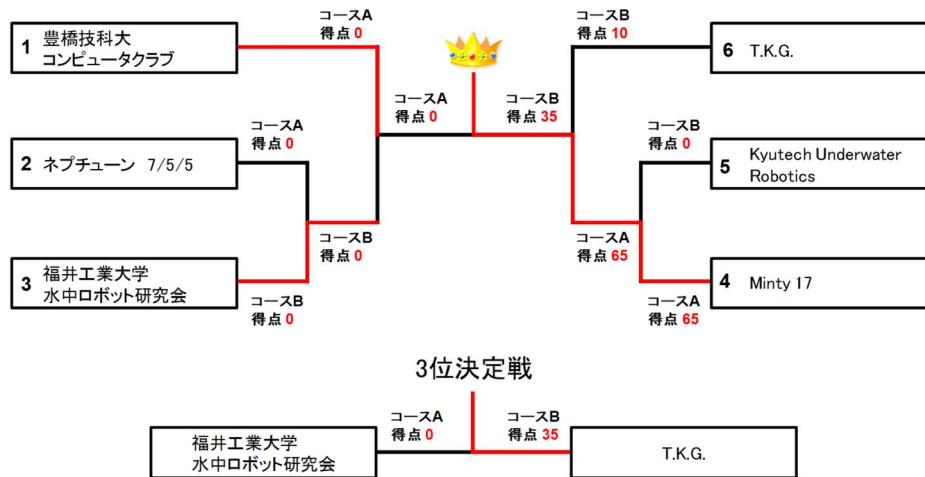 コースA
得点 0
コースB
得点 10
1 豊橋技科大
コンピュータクラブ
6 T.K.G.
コースA
得点 0
コースB
得点 35
コースA
得点 0
コースB
得点 0
2 ネプチューン 7/5/5
5 Kyutech Underwater
Robotics
コースB
得点 0
コースA
得点 65
3 福井工業大学
水中ロボット研究会
4 Minty 17
コースB
得点 0
コースA
得点 65
3位決定戦
コースA
得点 0
コースB
得点 35
福井工業大学
水中ロボット研究会
T.K.G.